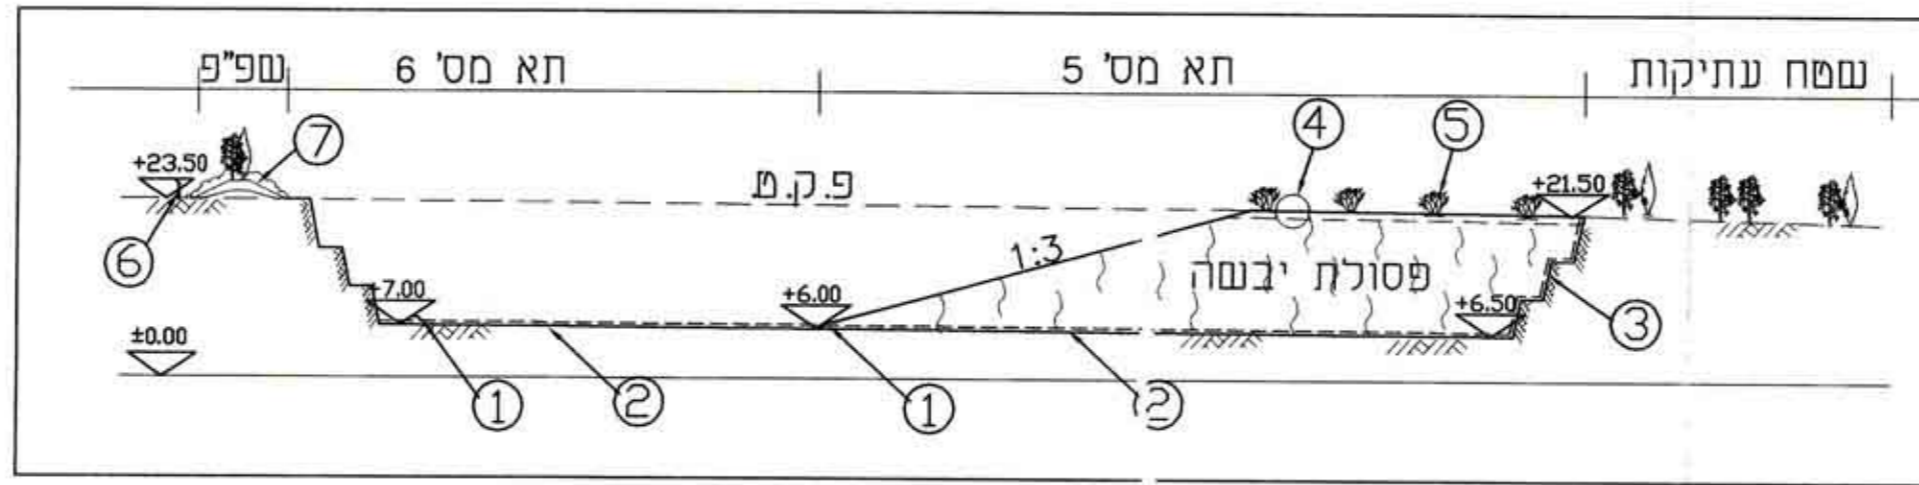 שטח עתיקות
תא מס' 5
תא מס' 6
שפ"פ
4
5
7
+23.50
פ.ק.מ
+21.50
6
1:3
פסולת יבשה
+7.00
+6.00
+6.50
3
±0.00
1
2
1
2